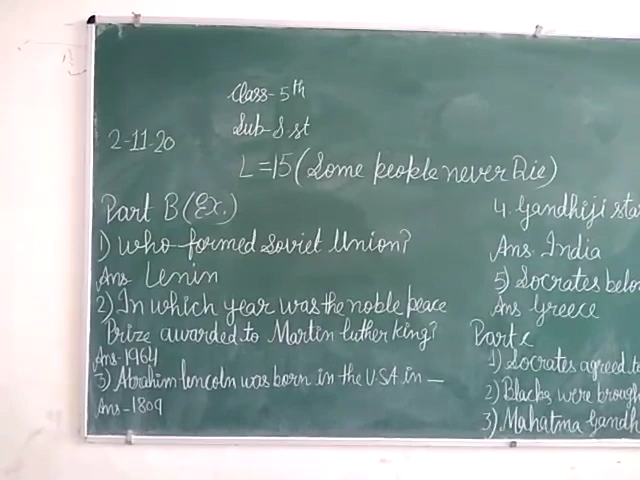 Class-5th
Sub-S st
2-11-20
L=15(Some people never Die)
Part B(Ex.)
1) Who formed Soviet Union?
Ans- Lenin
2) In which year was the noble peace
Prize awarded to Martin luther king?
Ans-1964
3) Abrahim lencoln was born in the U.S.A in —
Ans-1809
4. Gandhiji
Ans. India
5) Socrates
Ans Greece
Part c
1) Socrates agreed to
2) Blacks were
3). Mahatma